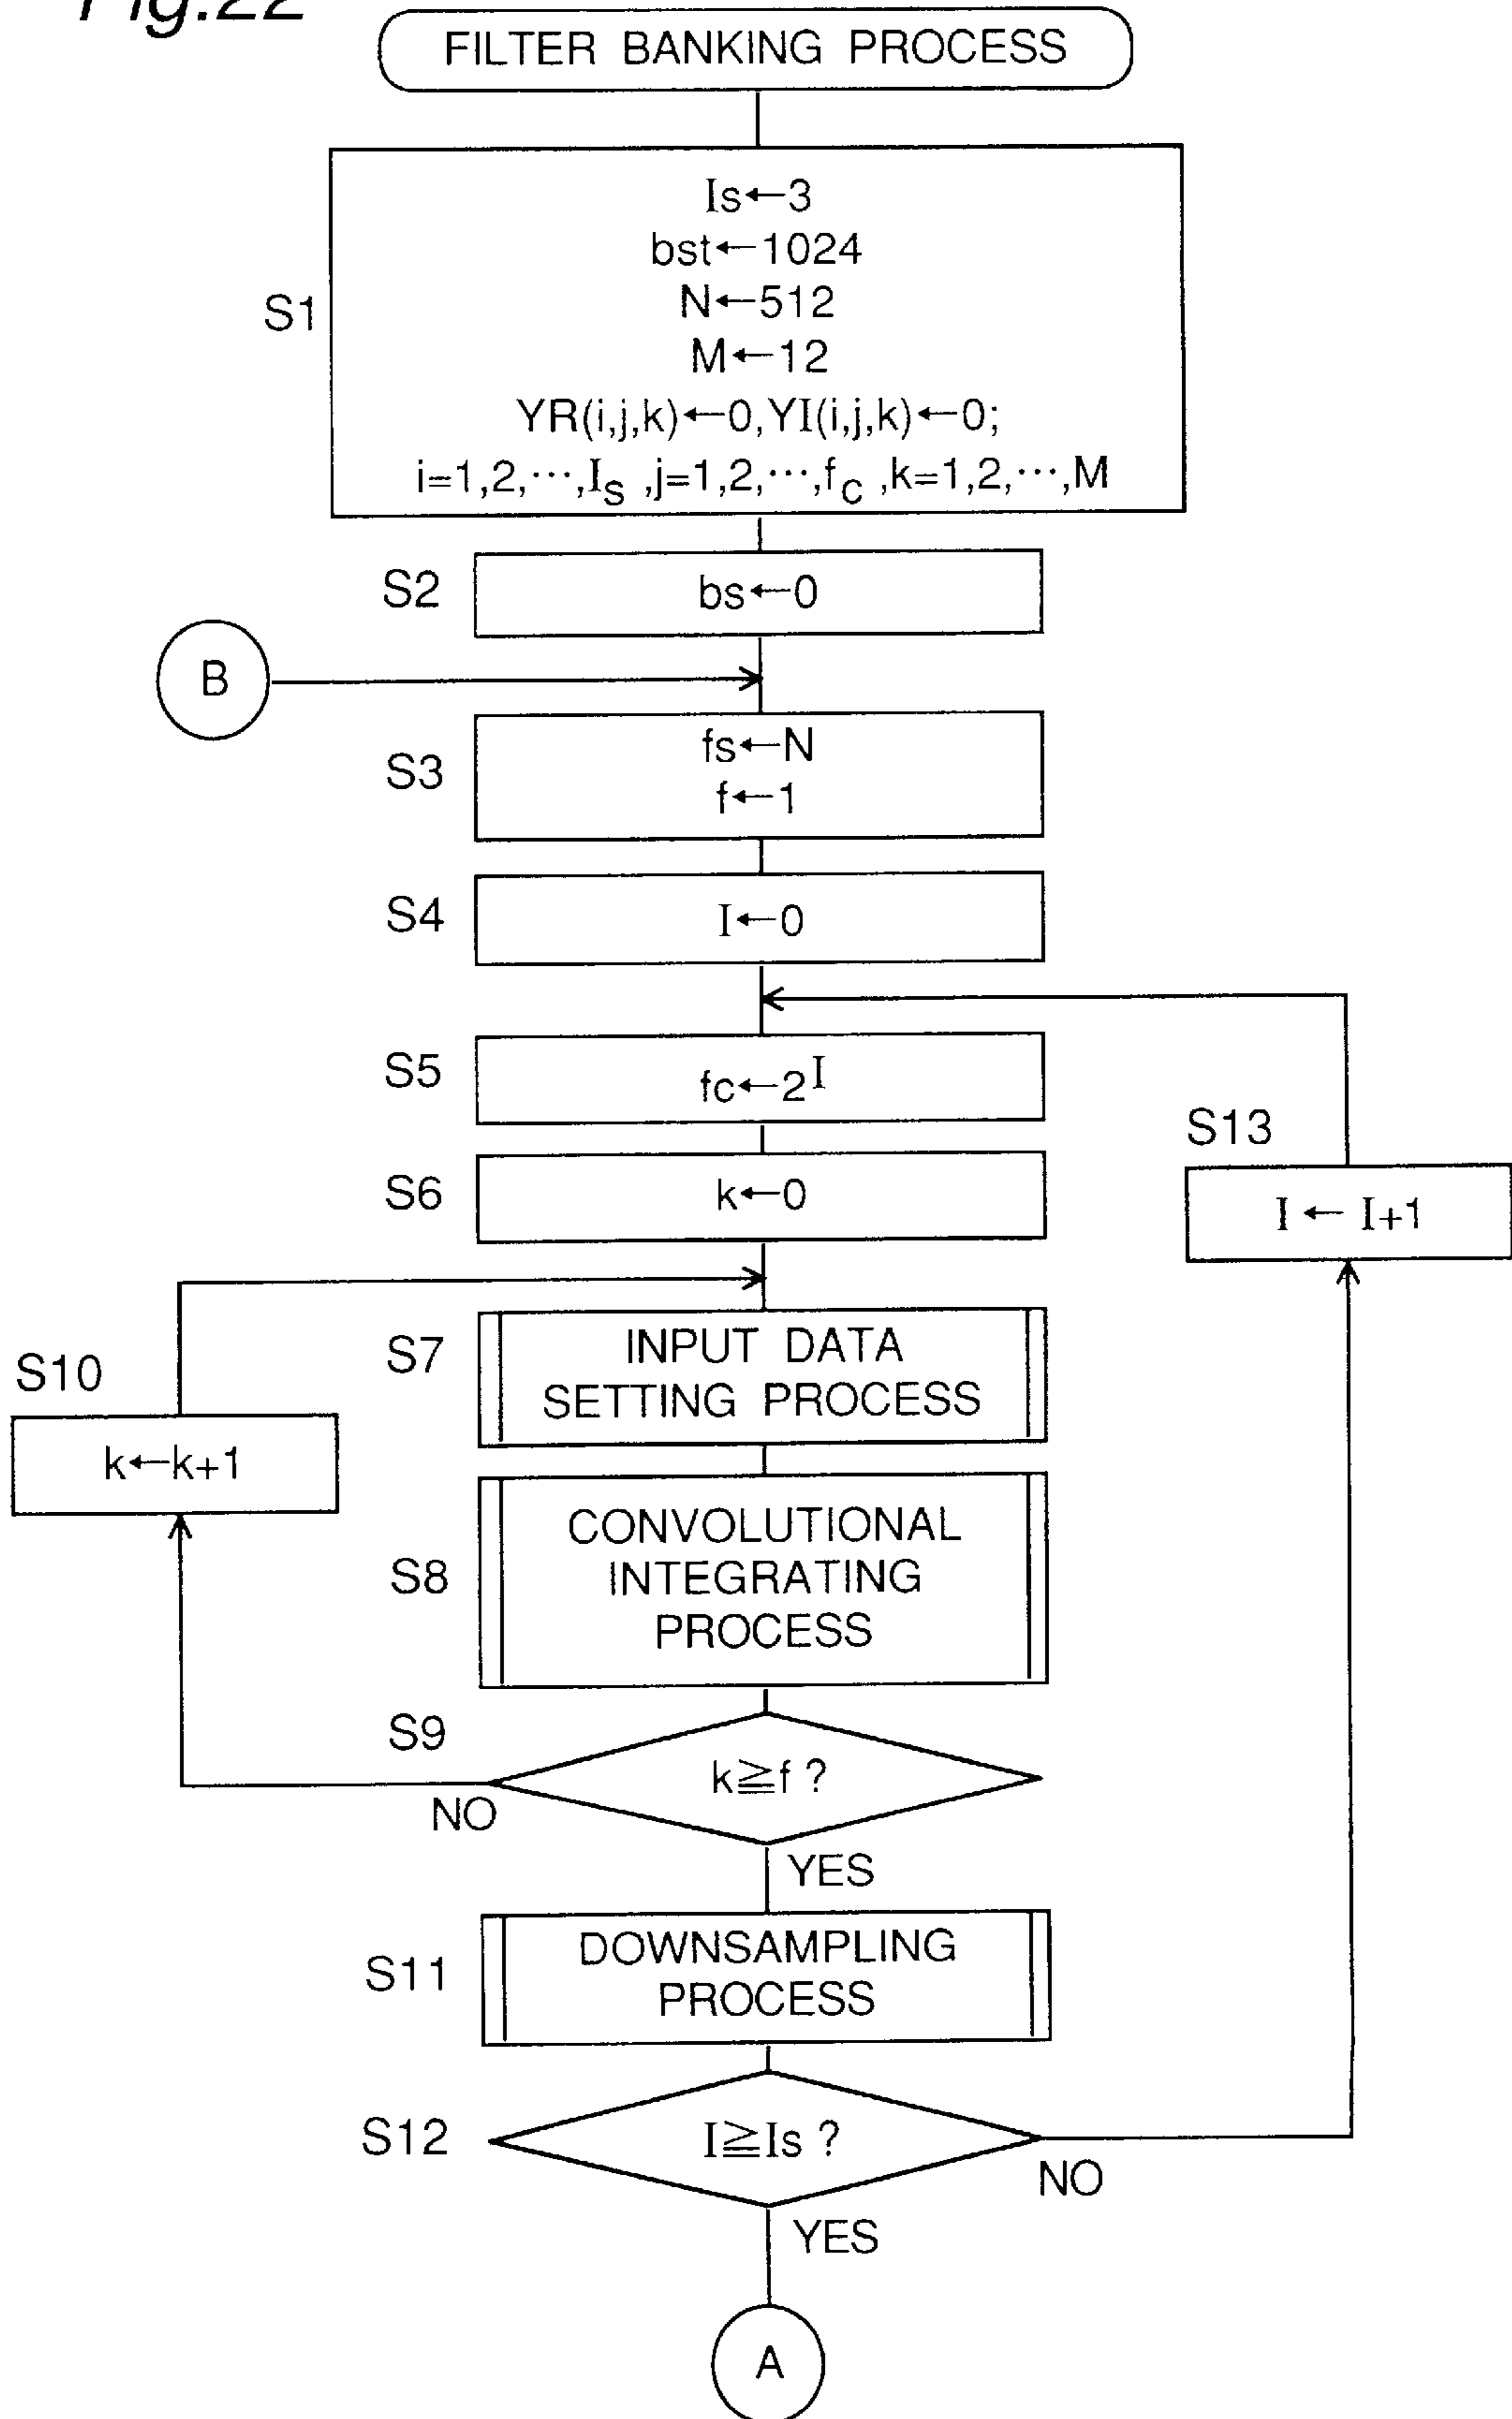 Fig.22
FILTER BANKING PROCESS
S1
Is←3
bst←1024
N←512
M←12
YR(i,j,k)←0,YI(i,j,k)←0;
i=1,2,⋯,I_S ,j=1,2,⋯,f_C ,k=1,2,⋯,M
S2
bs←0
B
S3
fs←N
f←1
S4
I←0
S5
fc←2^I
S13
I ← I+1
S6
k←0
S7
INPUT DATA
SETTING PROCESS
S10
k←k+1
S8
CONVOLUTIONAL
INTEGRATING
PROCESS
S9
k≧f ?
NO
YES
S11
DOWNSAMPLING
PROCESS
S12
I≧Is ?
NO
YES
A